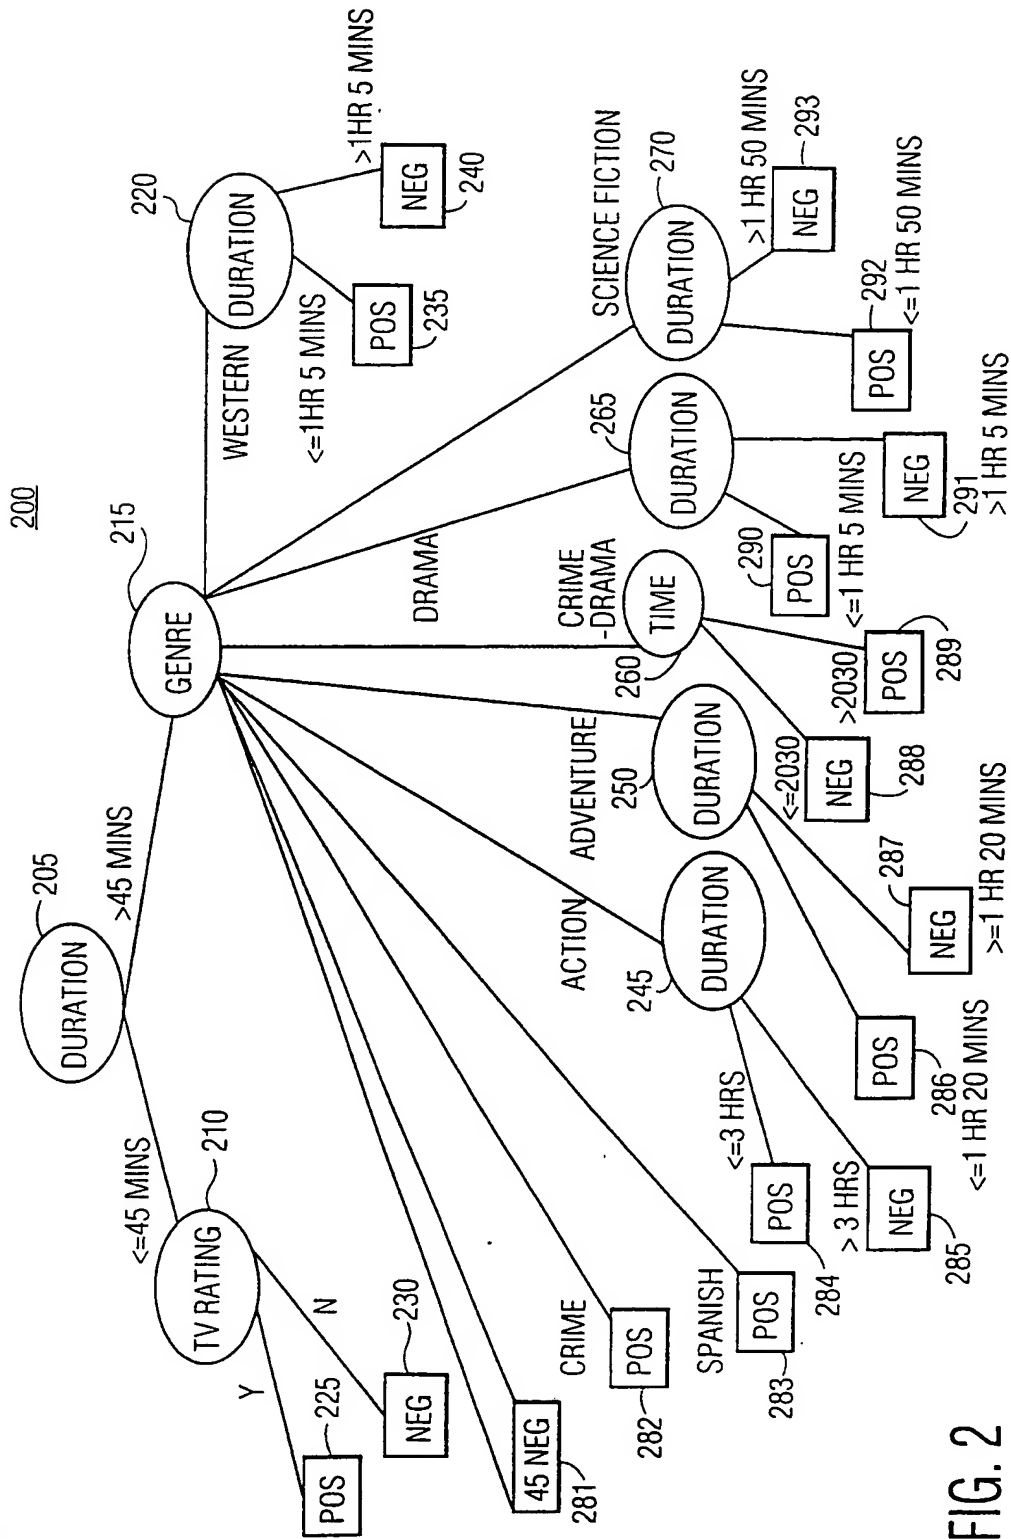 200
205
DURATION
<=45 MINS
>45 MINS
210
TV RATING
Y
N
225
POS
230
NEG
215
GENRE
WESTERN
220
DURATION
<=1HR 5 MINS
>1HR 5 MINS
POS
235
NEG
240
45 NEG
281
CRIME
POS
282
SPANISH
POS
283
ACTION
245
DURATION
<=3 HRS
POS
284
> 3 HRS
NEG
285
ADVENTURE
250
DURATION
POS
286
<=1 HR 20 MINS
287
NEG
>=1 HR 20 MINS
CRIME
-DRAMA
260
TIME
<=2030
NEG
288
>2030
POS
289
DRAMA
265
DURATION
290
POS
<=1 HR 5 MINS
NEG
291
>1 HR 5 MINS
SCIENCE FICTION
270
DURATION
POS
292
<=1 HR 50 MINS
>1 HR 50 MINS
NEG
293
FIG. 2